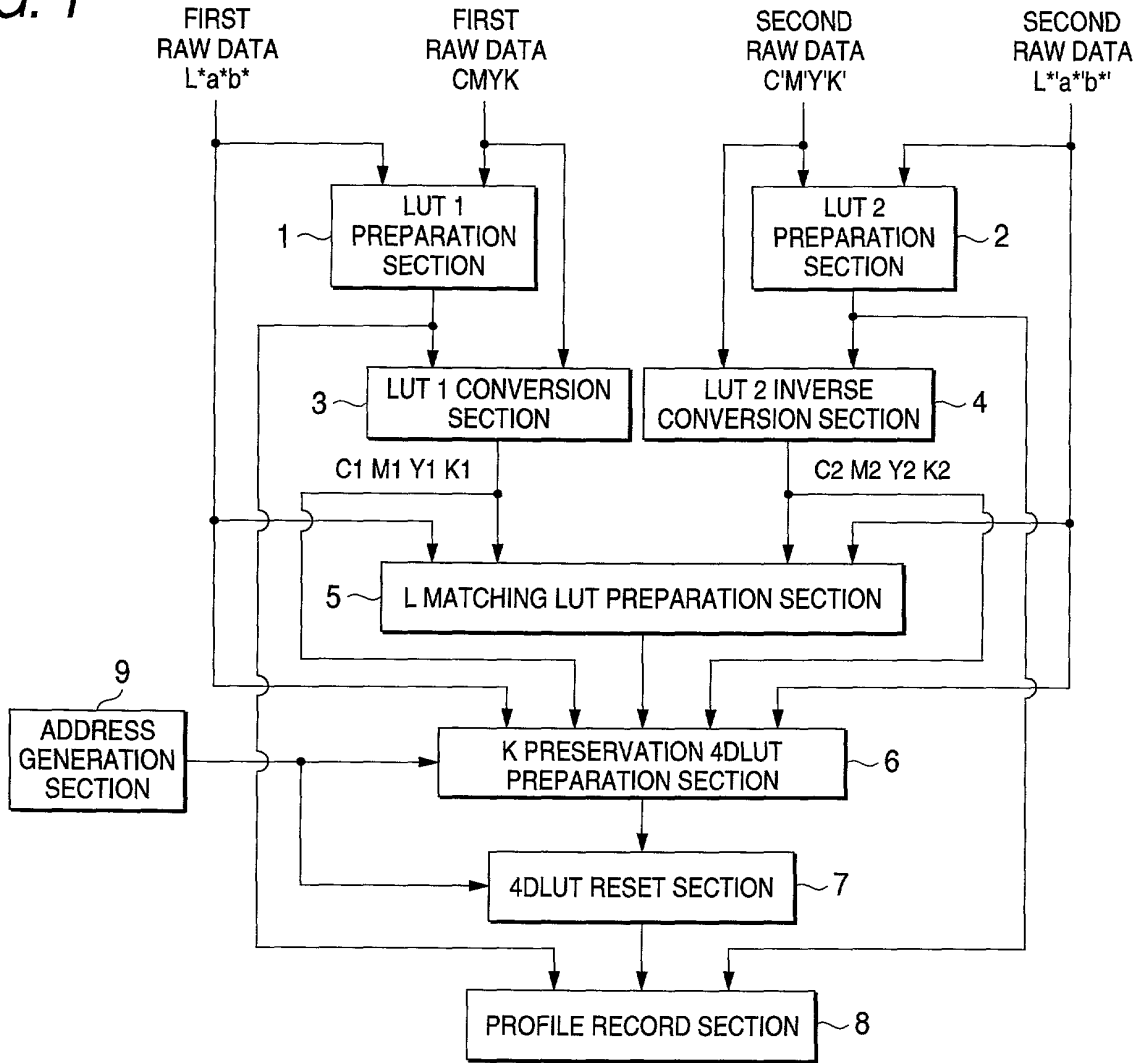 FIRST
RAW DATA
L*a*b*
FIRST
RAW DATA
CMYK
SECOND
RAW DATA
C'M'Y'K'
SECOND
RAW DATA
L*'a*'b*'
1
LUT 1
PREPARATION
SECTION
LUT 2
PREPARATION
SECTION
2
3
LUT 1 CONVERSION
SECTION
LUT 2 INVERSE
CONVERSION SECTION
4
C1 M1 Y1 K1
C2 M2 Y2 K2
5
L MATCHING LUT PREPARATION SECTION
9
ADDRESS
GENERATION
SECTION
K PRESERVATION 4DLUT
PREPARATION SECTION
6
4DLUT RESET SECTION
7
PROFILE RECORD SECTION
8